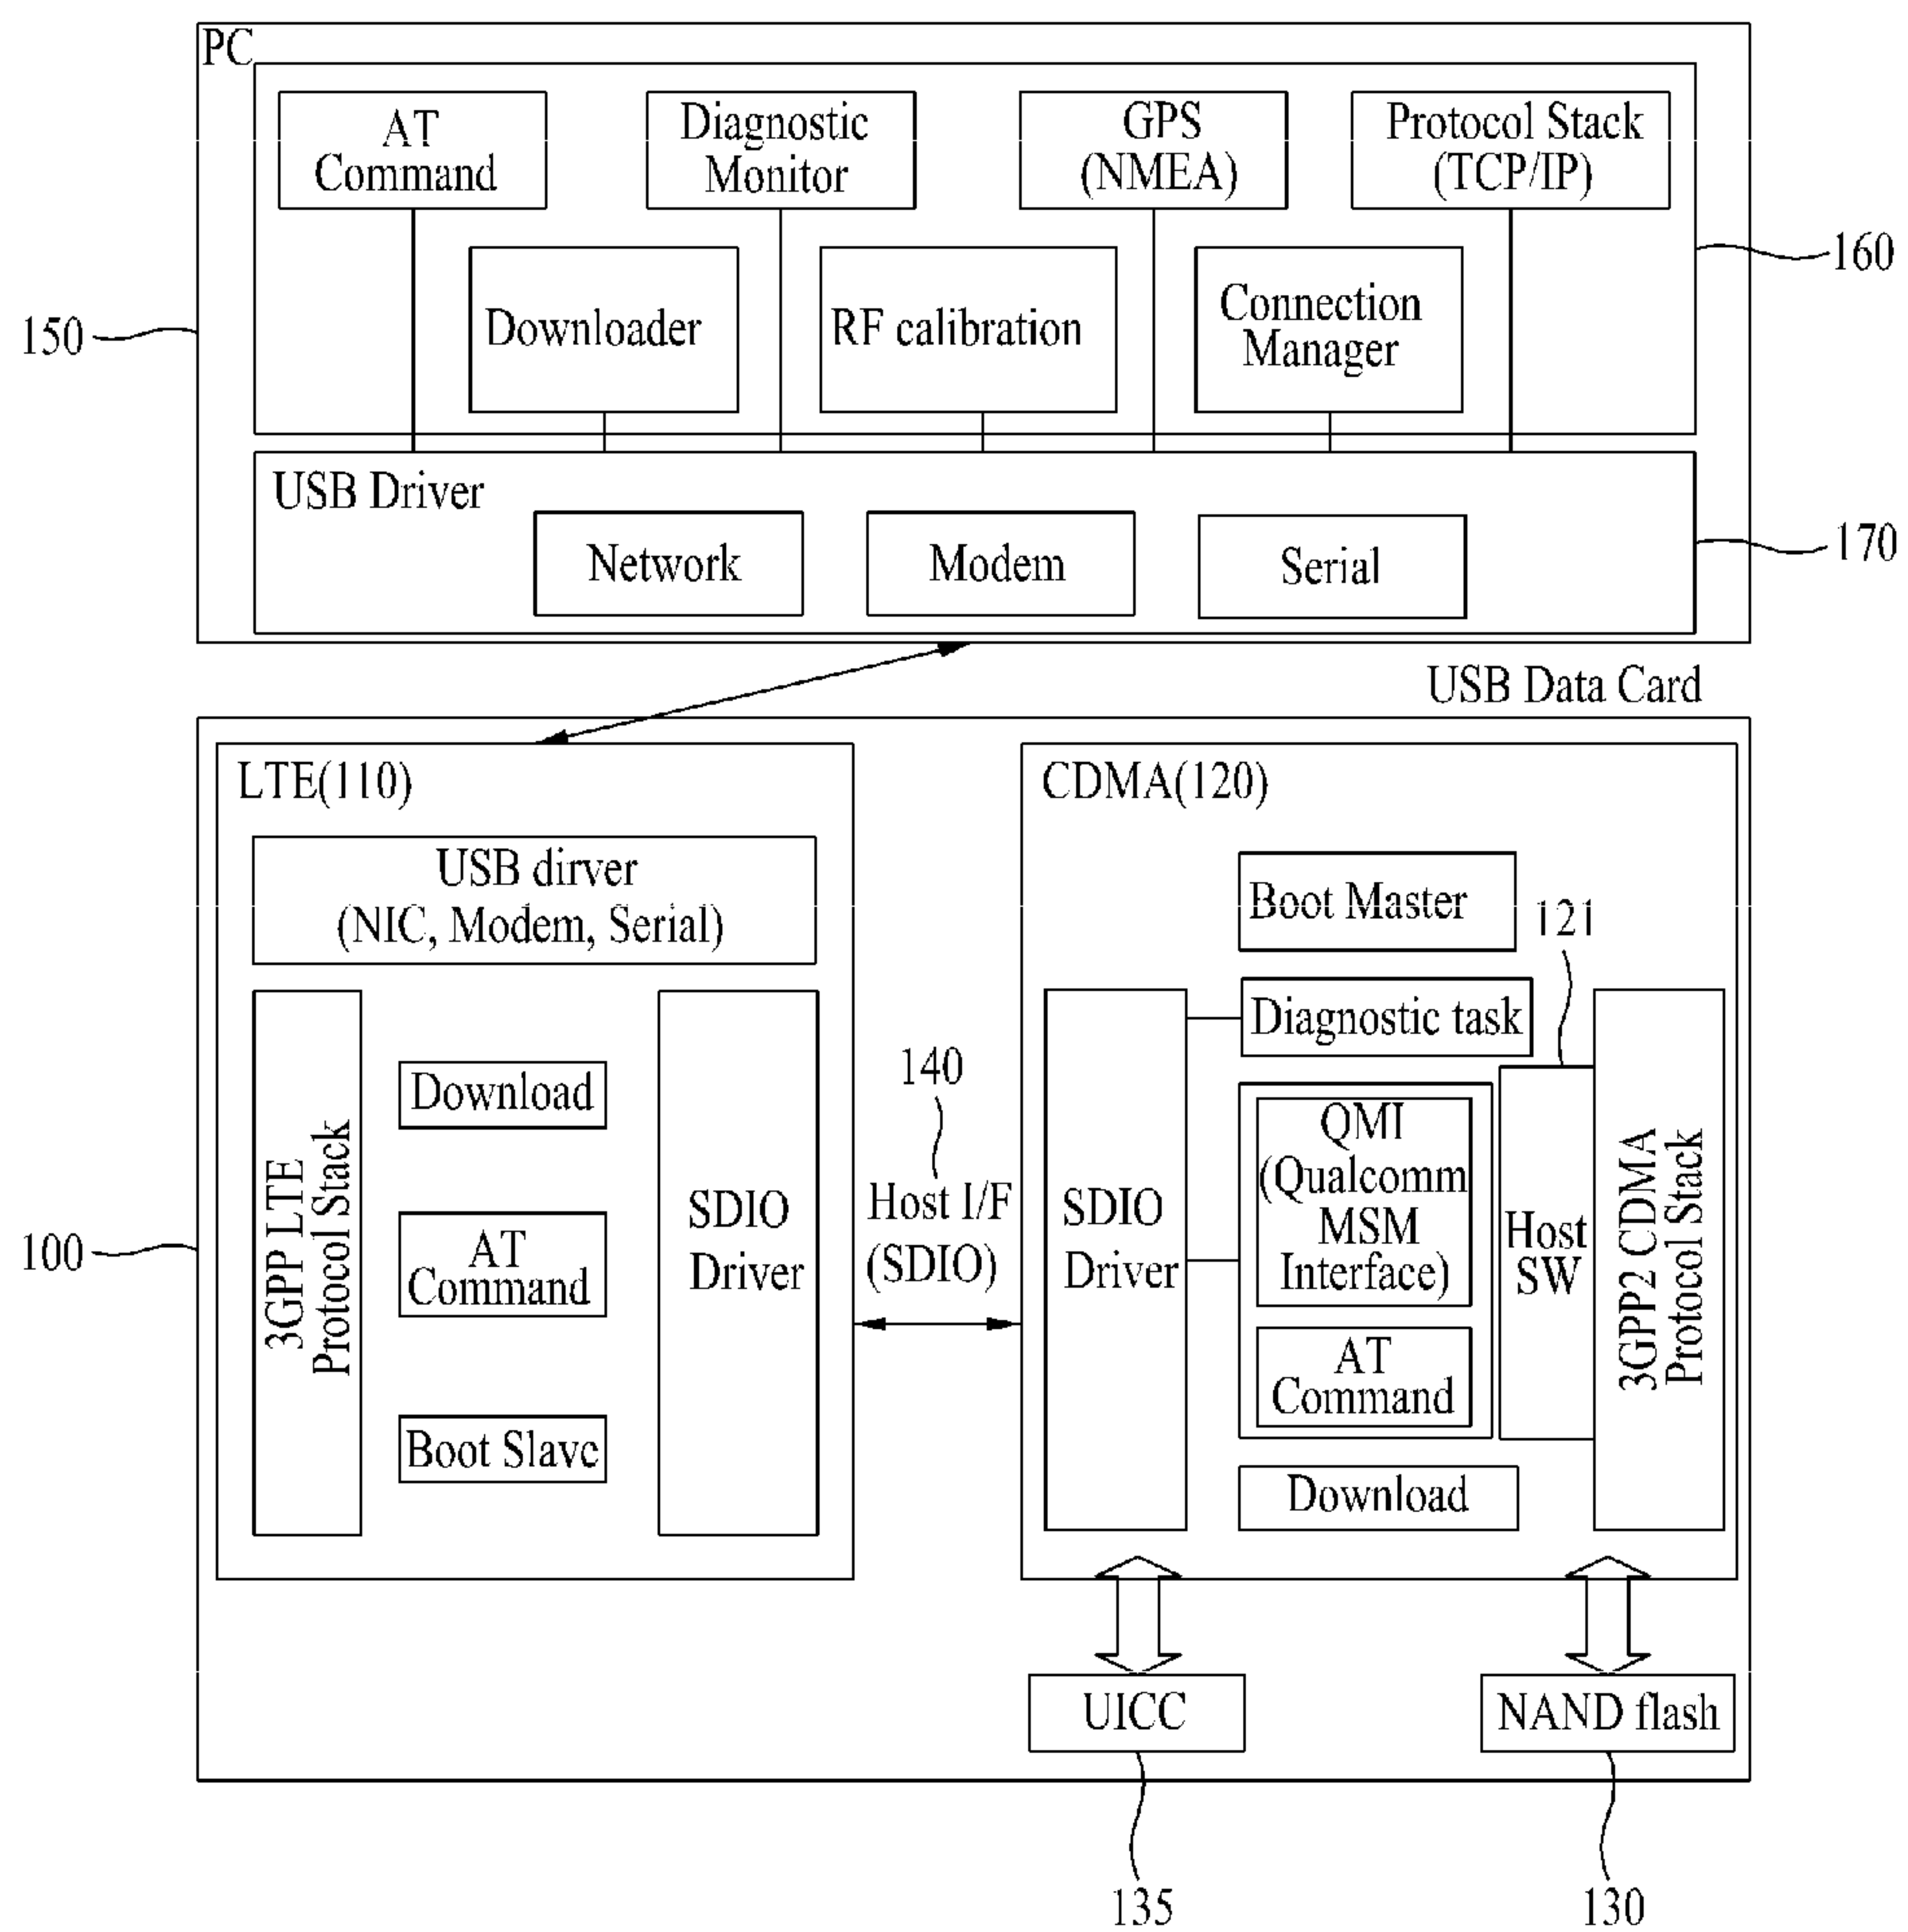 PC
AT
Command
Diagnostic
Monitor
GPS
(NMEA)
Protocol Stack
(TCP/IP)
160
Downloader
RF calibration
Connection
Manager
150
USB Driver
Network
Modem
Serial
170
USB Data Card
LTE(110)
USB dirver
(NIC, Modem, Serial)
3GPP LTE
Protocol Stack
Download
AT
Command
Boot Slave
SDIO
Driver
100
140
Host I/F
(SDIO)
CDMA(120)
Boot Master
121
Diagnostic task
SDIO
Driver
QMI
(Qualcomm
MSM
Interface)
AT
Command
Host
SW
3GPP2 CDMA
Protocol Stack
Download
UICC
NAND flash
135
130